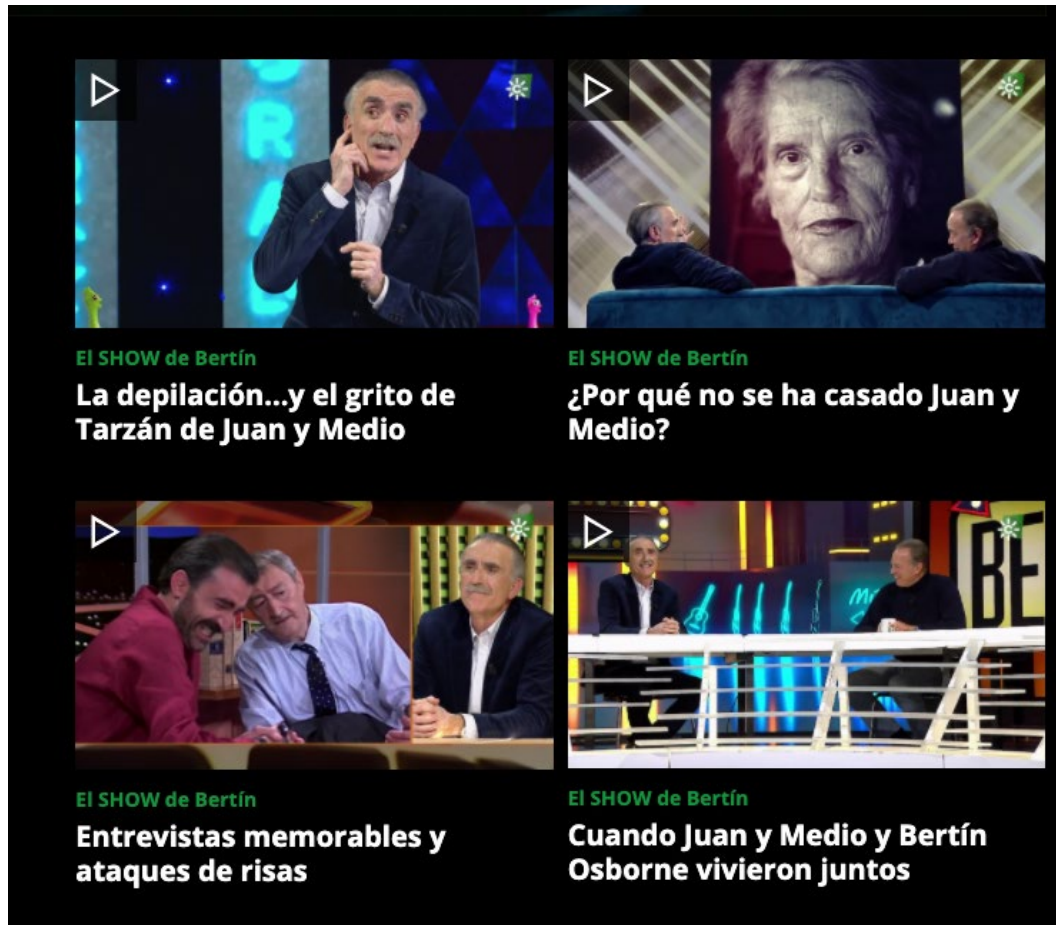 El SHOW de Bertín
La depilación...y el grito de
Tarzán de Juan y Medio
El SHOW de Bertín
¿Por qué no se ha casado Juan y
Medio?
BE
El SHOW de Bertín
Entrevistas memorables y
ataques de risas
El SHOW de Bertín
Cuando Juan y Medio y Bertín
Osborne vivieron juntos